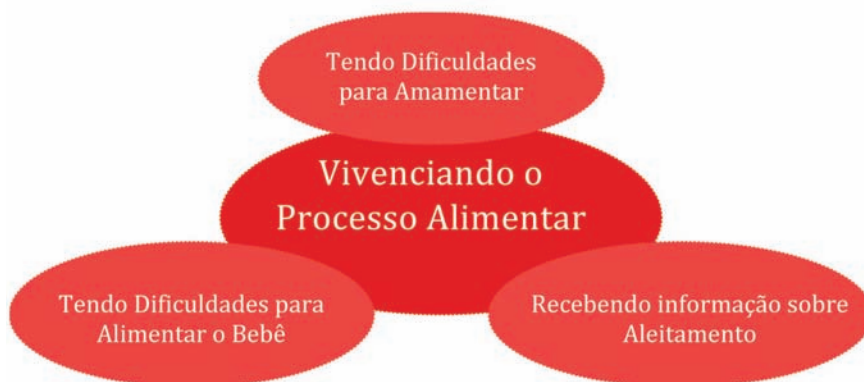 Tendo Dificuldades
para Amamentar
Vivenciando o
Processo Alimentar
Tendo Dificuldades para
Alimentar o Bebê
Recebendo informação sobre
Aleitamento